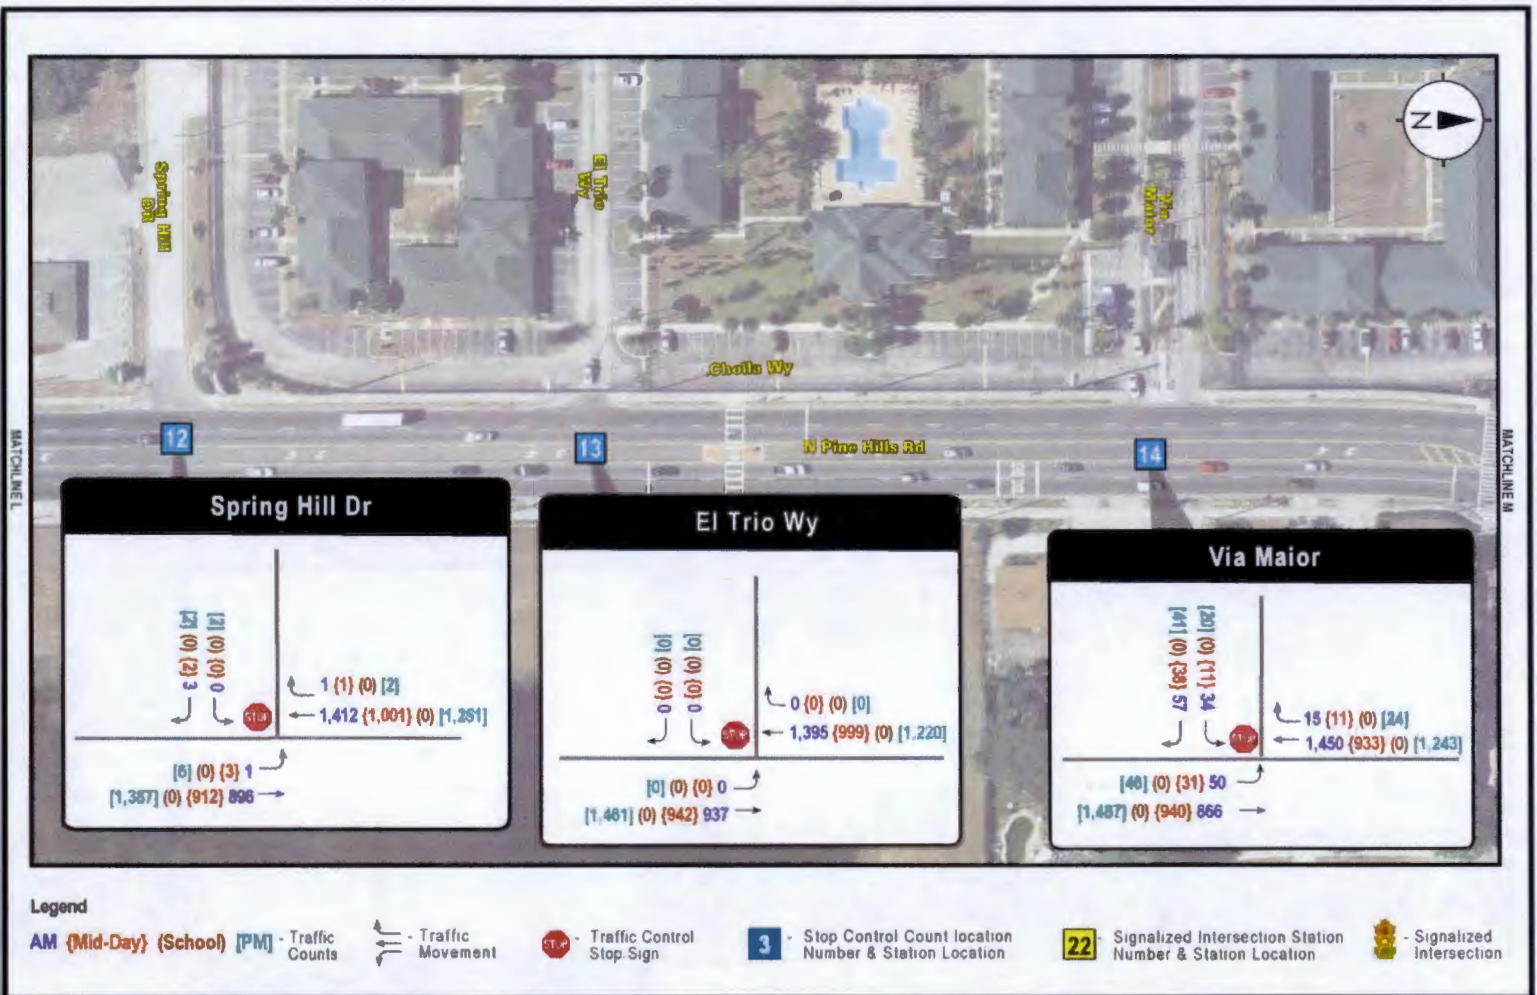 N
Spring Hill
DR
El Trio
Wy
Via
Maior
Cholla Wy
N Pine Hills Rd
12
13
14
MATCHLINE L
MATCHLINE M
Spring Hill Dr
[2] (0) {2} 3
[2] (0) {0} 0
STOP
1 {1} (0) [2]
1,412 {1,001} (0) [1,251]
[6] (0) {3} 1
[1,387] (0) {912} 896
El Trio Wy
[0] (0) {0} 0
[0] (0) {0} 0
STOP
0 {0} (0) [0]
1,395 {999} (0) [1,220]
[0] (0) {0} 0
[1,461] (0) {942} 937
Via Maior
[41] (0) {38} 57
[20] (0) {11} 34
STOP
15 {11} (0) [24]
1,450 {933} (0) [1,243]
[46] (0) {31} 50
[1,487] (0) {940} 866
Legend
AM {Mid-Day} (School) [PM] - Traffic
Counts
- Traffic
Movement
STOP - Traffic Control
Stop Sign
3 - Stop Control Count location
Number & Station Location
22 - Signalized Intersection Station
Number & Station Location
- Signalized
Intersection